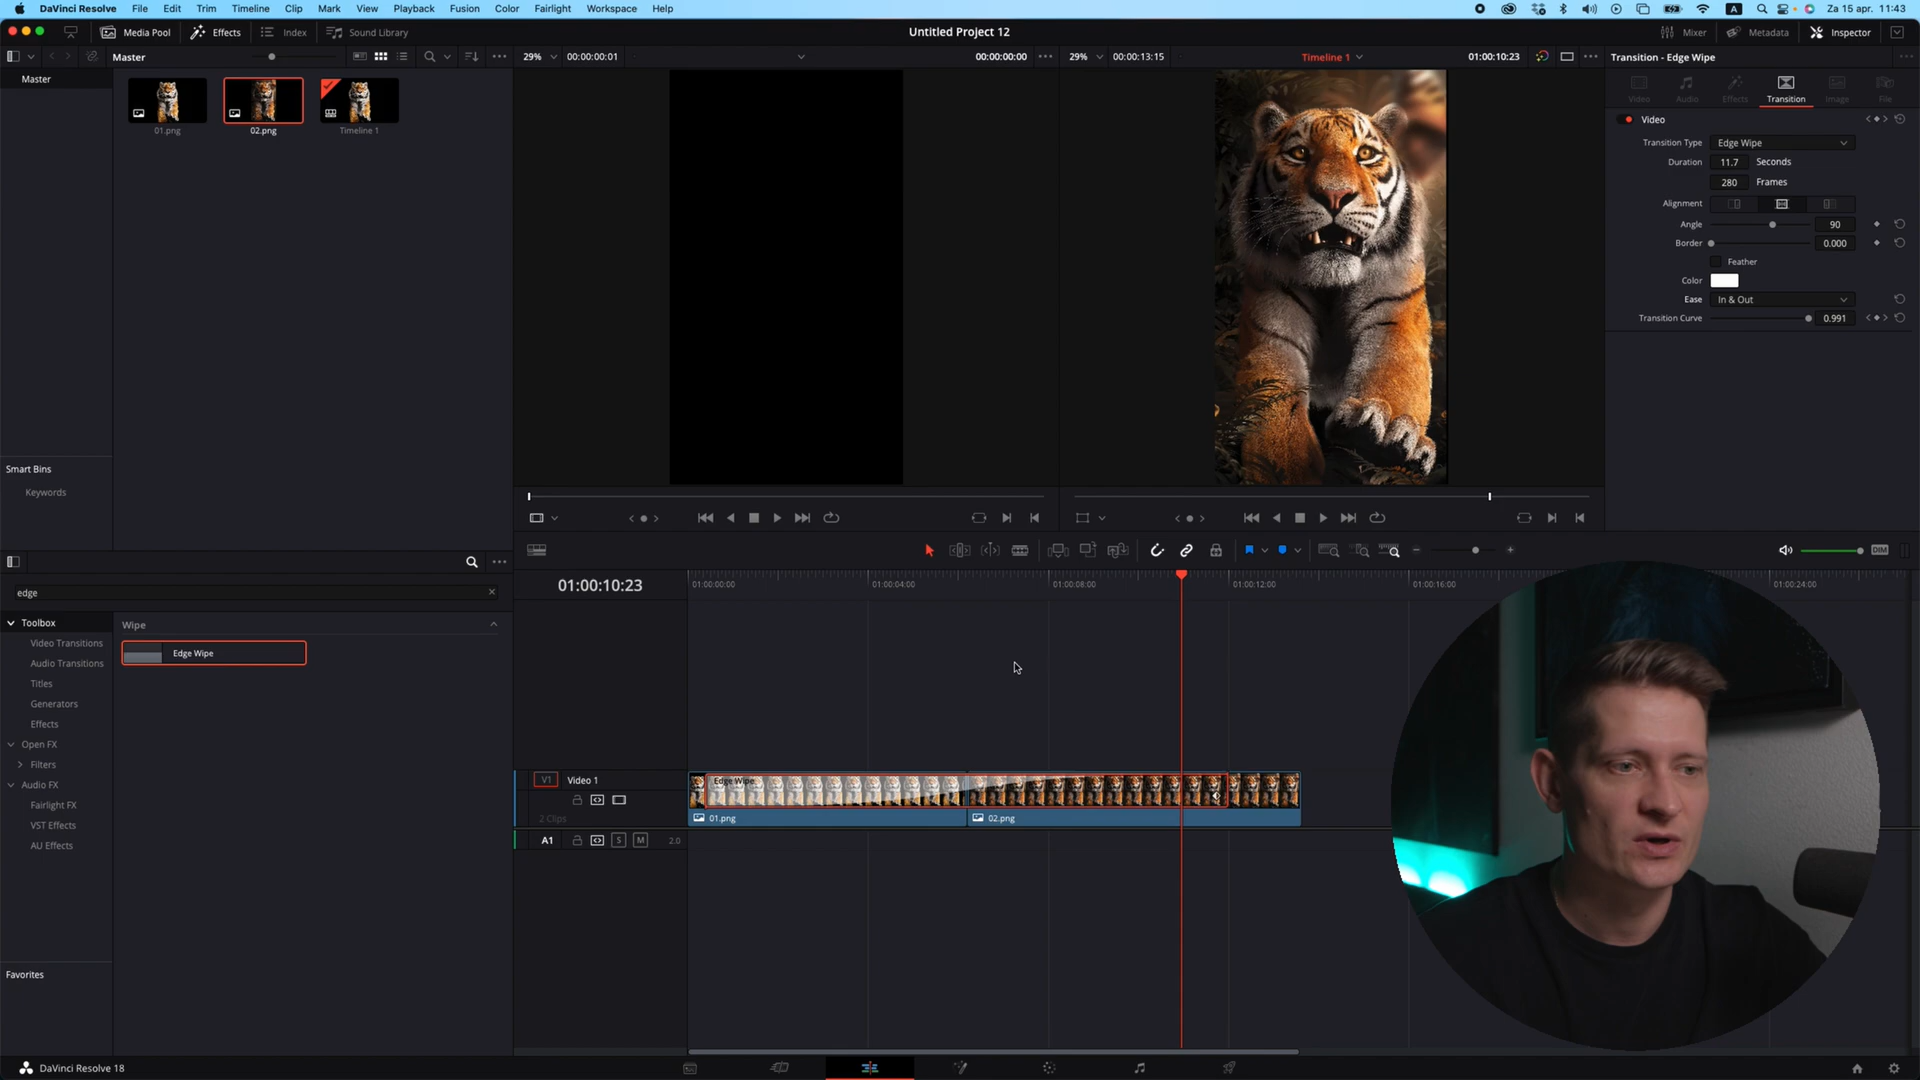 DaVinci Resolve File Edit Trim Timeline Clip Mark View Playback Fusion Color Fairlight Workspace Help A Za 15 apr. 11:43
Media Pool Effects Index Sound Library Untitled Project 12 Mixer Metadata Inspector
Master 29% 00:00:00:01 00:00:00:00 29% 00:00:13:15 Timeline 1 01:00:10:23 Transition - Edge Wipe
Master
Video Audio Effects Transition Image File
01.png 02.png Timeline 1
Video
Transition Type Edge Wipe
Duration 11.7 Seconds
280 Frames
Alignment
Angle 90
Border 0.000
Feather
Color
Ease In & Out
Transition Curve 0.991
Smart Bins
Keywords
DIM
edge
01:00:10:23 01:00:00:00 01:00:04:00 01:00:08:00 01:00:12:00 01:00:16:00 01:00:24:00
Toolbox
Video Transitions
Audio Transitions
Titles
Generators
Effects
Open FX
Filters
Audio FX
Fairlight FX
VST Effects
AU Effects
Wipe
Edge Wipe
V1 Video 1 Edge Wipe
2 Clips 01.png 02.png
A1 S M 2.0
Favorites
DaVinci Resolve 18